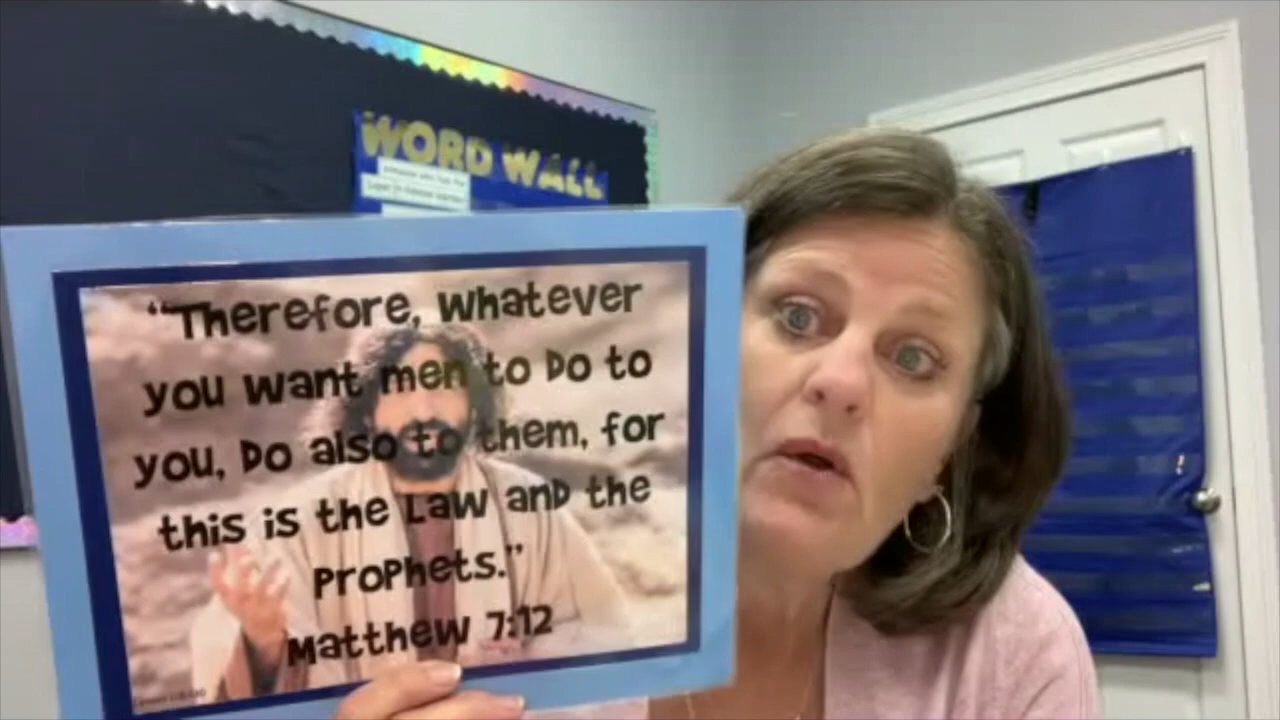 WORD WALL
"Therefore, whatever
you want men to do to
you, do also to them, for
this is the Law and the
Prophets."
Matthew 7:12